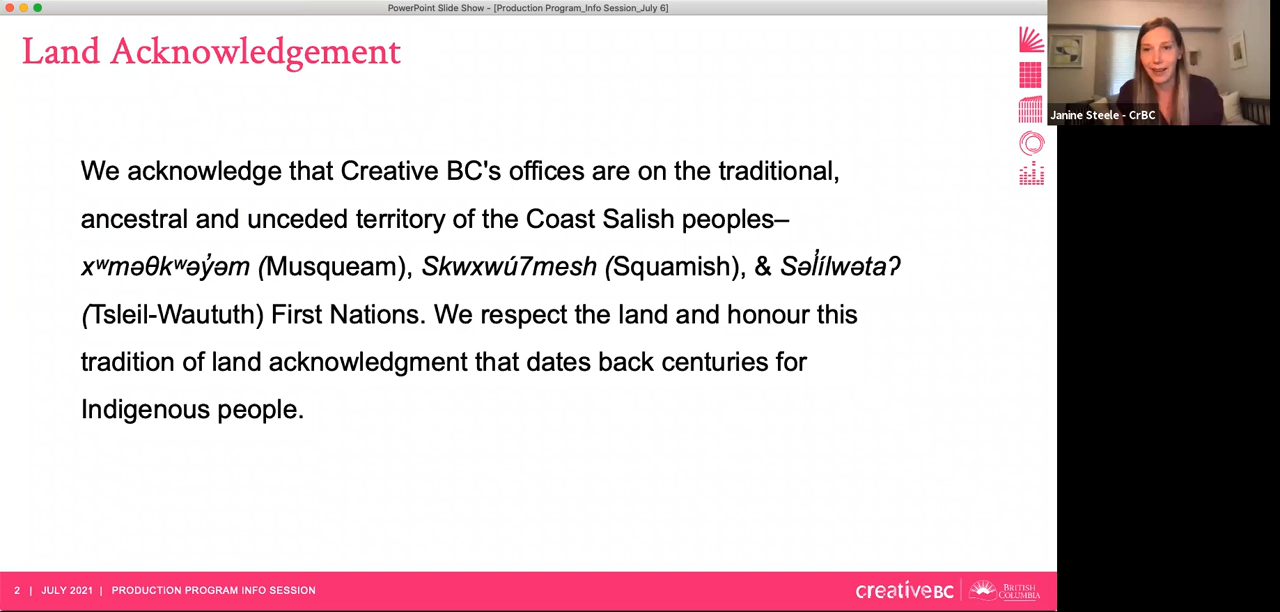 PowerPoint Slide Show - [Production Program_Info Session_July 6]
Land Acknowledgement
Janine Steele - CrBC
We acknowledge that Creative BC's offices are on the traditional,
ancestral and unceded territory of the Coast Salish peoples–
xʷməθkʷəy̓əm (Musqueam), Skwxwú7mesh (Squamish), & Səl̓ílwətaʔ
(Tsleil-Waututh) First Nations. We respect the land and honour this
tradition of land acknowledgment that dates back centuries for
Indigenous people.
2 | JULY 2021 | PRODUCTION PROGRAM INFO SESSION
creativeBC
BRITISH
COLUMBIA